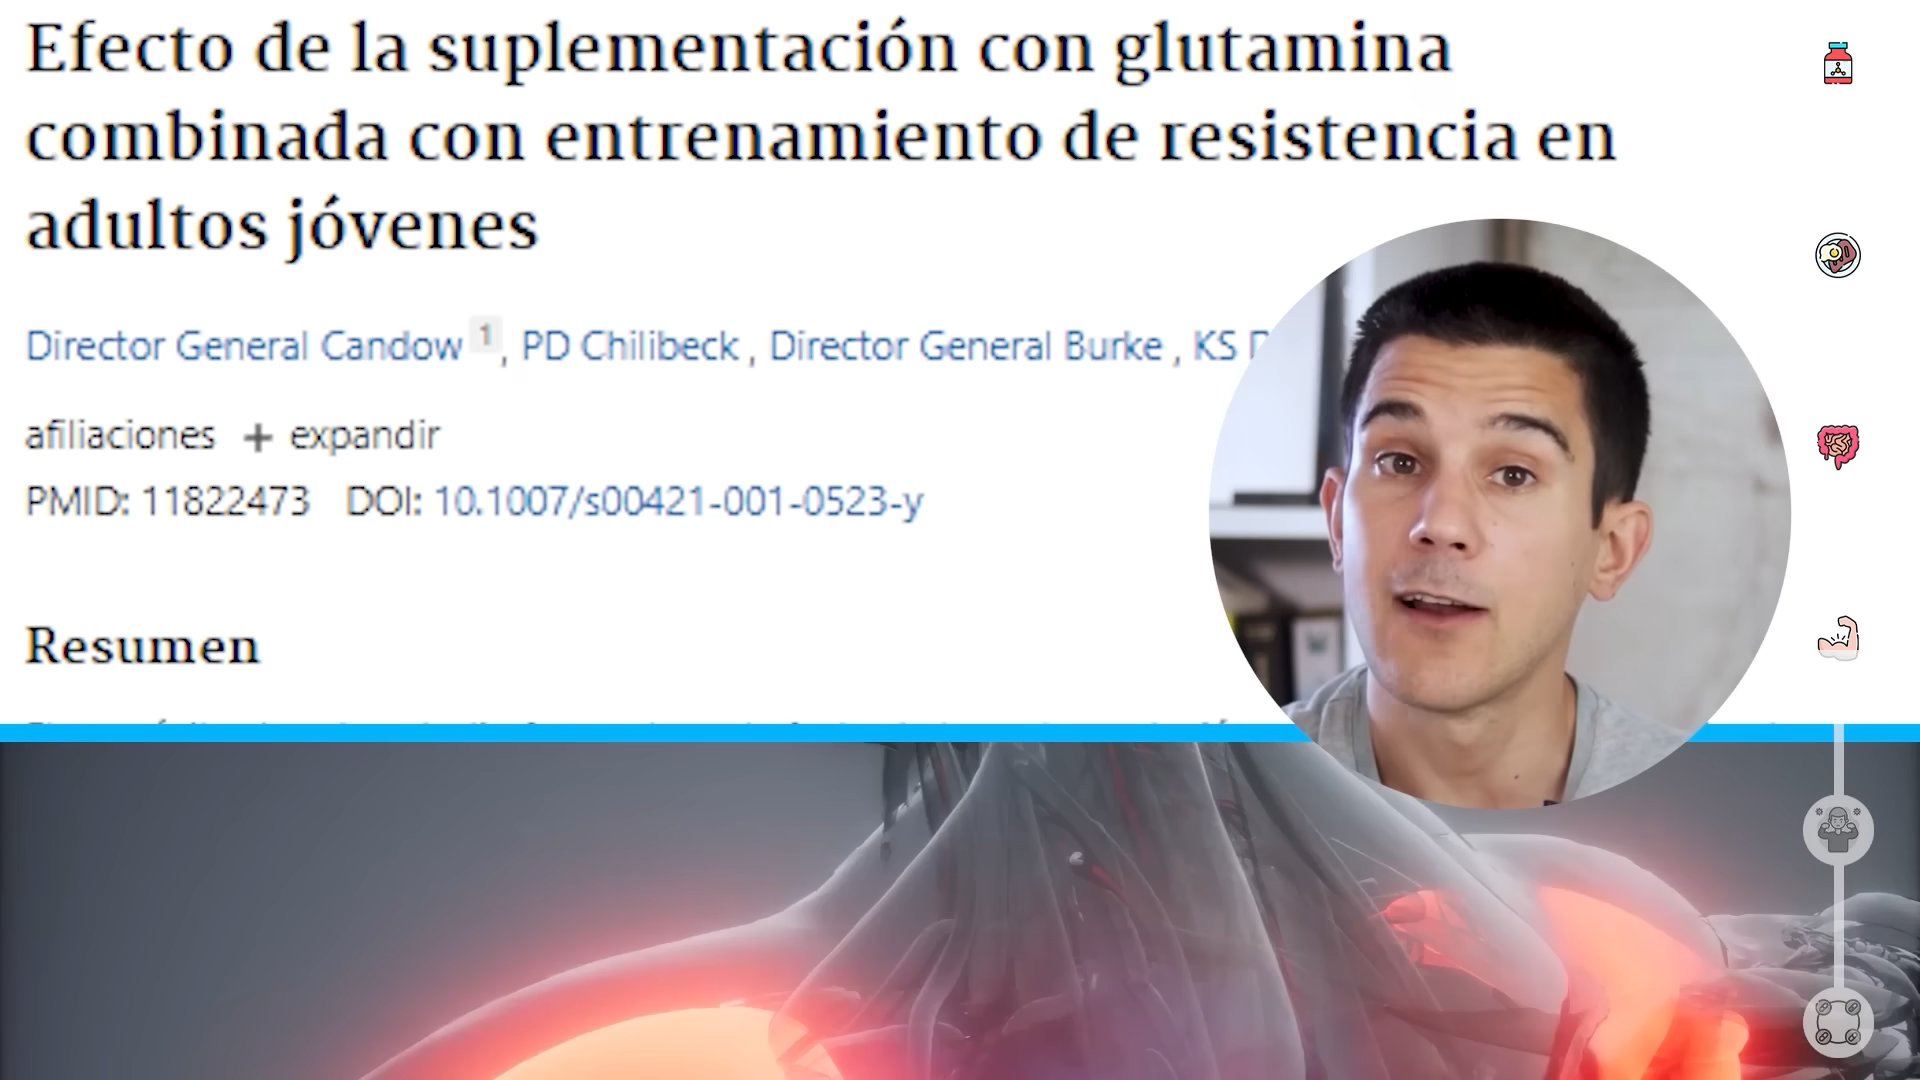 Efecto de la suplementación con glutamina
combinada con entrenamiento de resistencia en
adultos jóvenes
Director General Candow 1 , PD Chilibeck , Director General Burke , KS
afiliaciones + expandir
PMID: 11822473 DOI: 10.1007/s00421-001-0523-y
Resumen